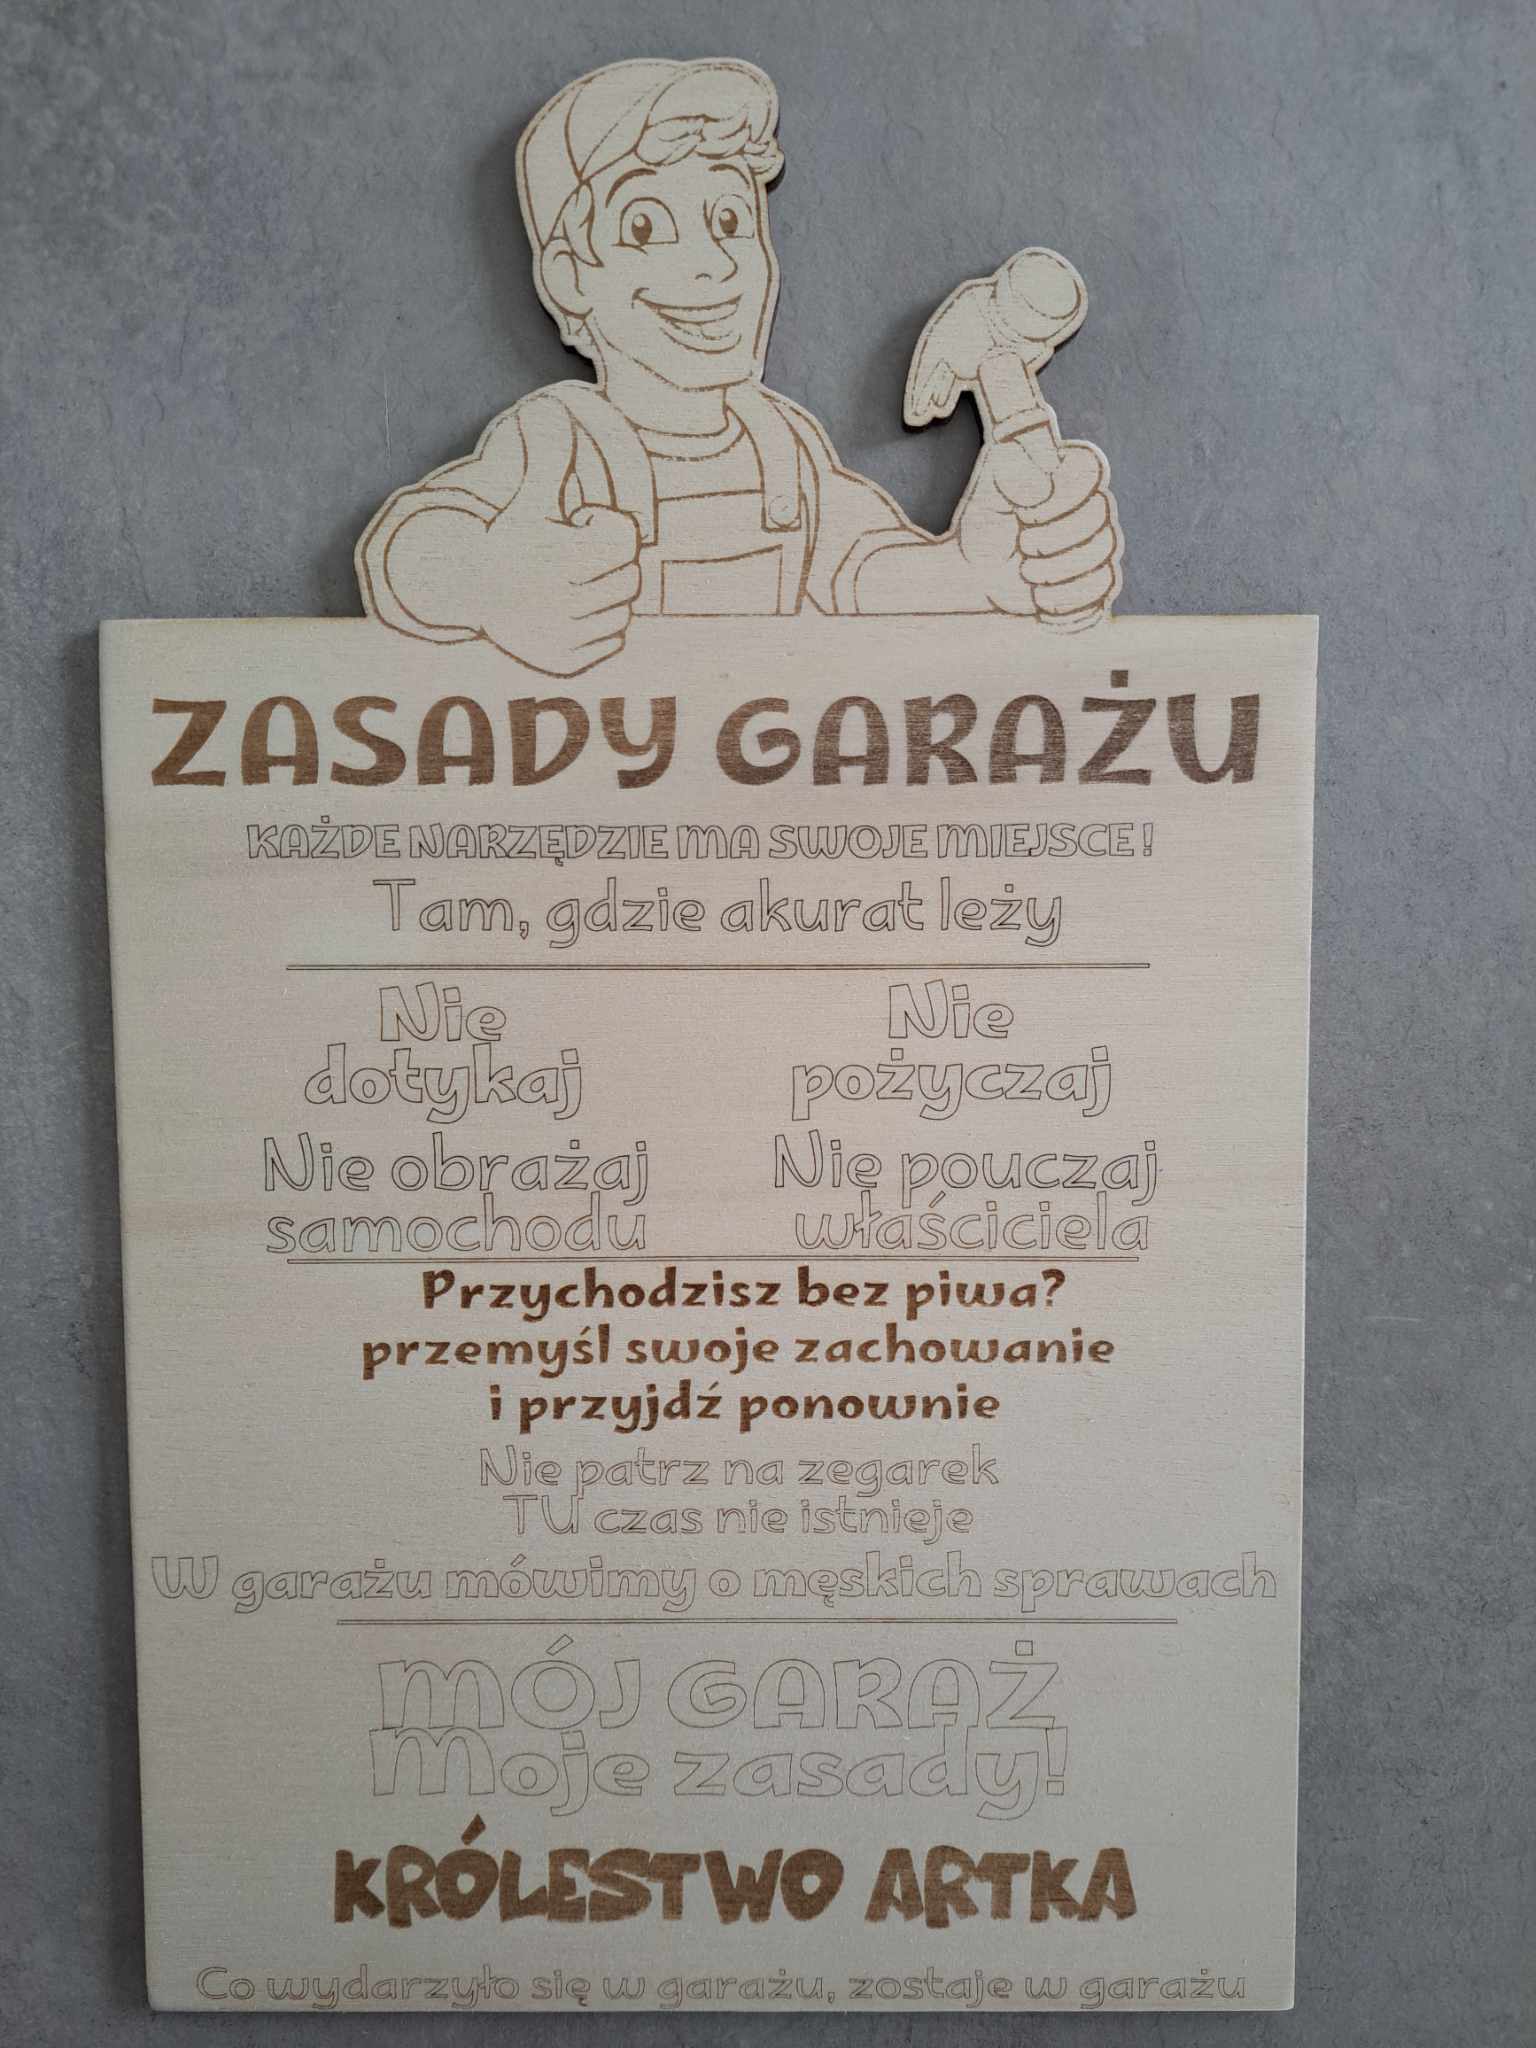 ZASADY GARAŻU
KAŻDE NARZĘDZIE MA SWOJE MIEJSCE!
Tam, gdzie akurat leży
Nie
dotykaj
Nie
pożyczaj
Nie obrażaj
samochodu
Nie pouczaj
właściciela
Przychodzisz bez piwa?
przemyśl swoje zachowanie
i przyjdź ponownie
Nie patrz na zegarek
TU czas nie istnieje
W garażu mówimy o męskich sprawach
MÓJ GARAŻ
Moje zasady!
KRÓLESTWO ARTKA
Co wydarzyło się w garażu, zostaje w garażu